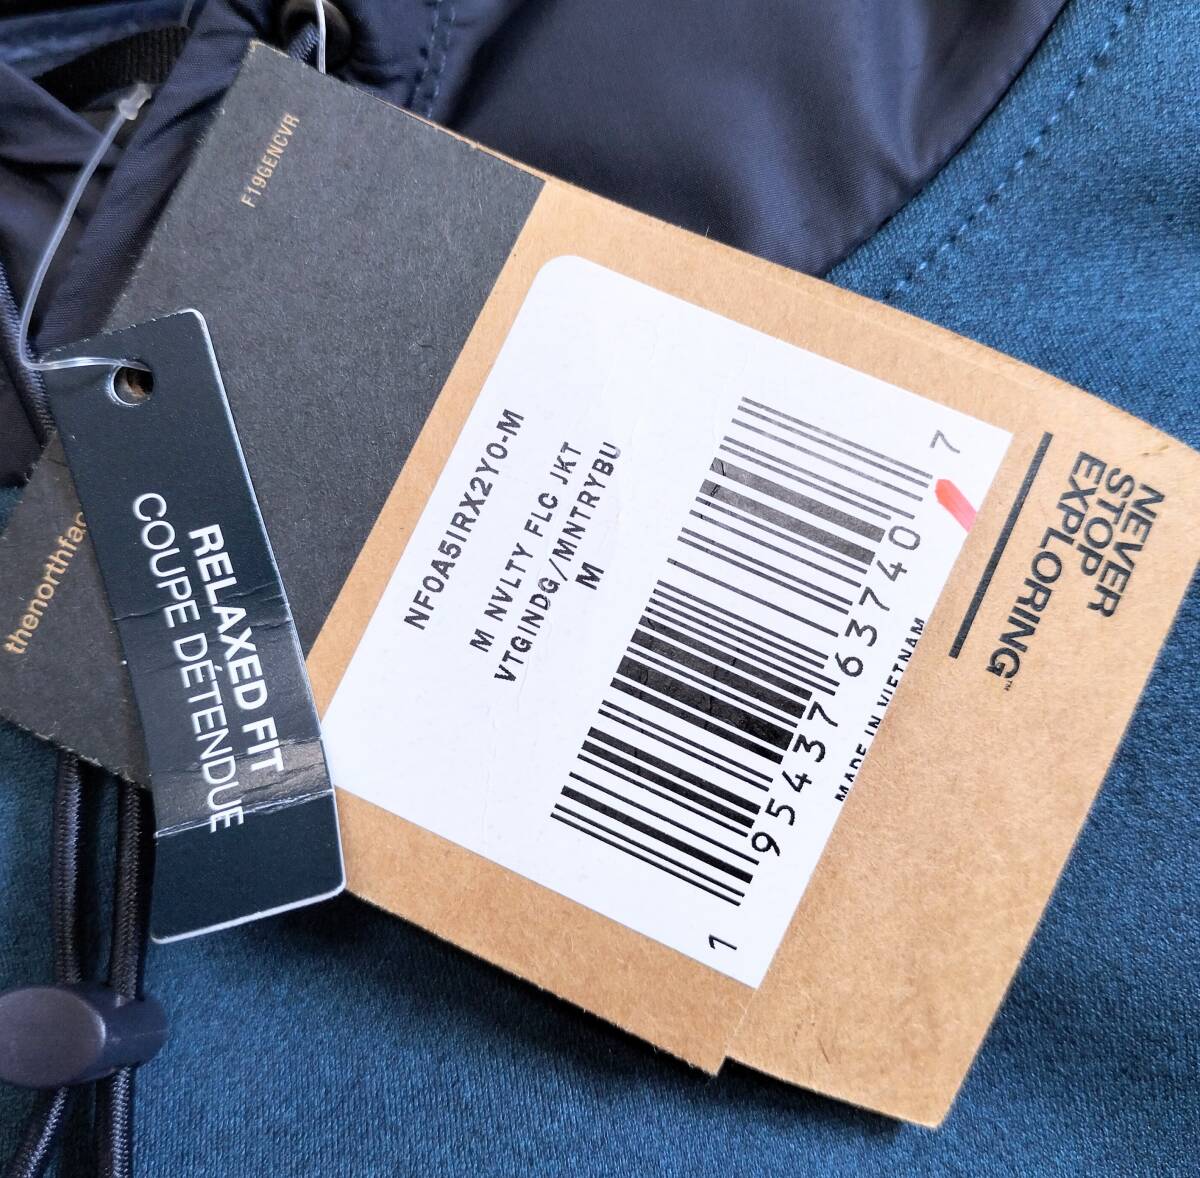 F19GENCVR
thenorthfac
RELAXED FIT
COUPE DÉTENDUE
NF0A5IRX2Y0-M
M NVLTY FLC JKT
VTGINDG/MNTRYBU
M
1 95437 63740 7
MADE IN VIETNAM
NEVER
STOP
EXPLORING™